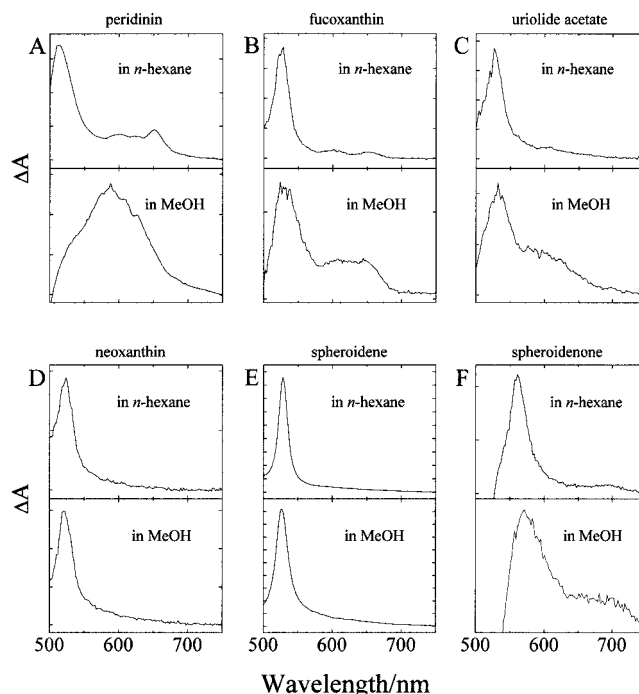 peridinin fucoxanthin uriolide acetate
A B C
in n-hexane in n-hexane in n-hexane
ΔA
in MeOH in MeOH in MeOH
neoxanthin spheroidene spheroidenone
D E F
in n-hexane in n-hexane in n-hexane
ΔA
in MeOH in MeOH in MeOH
500 600 700 500 600 700 500 600 700
Wavelength/nm